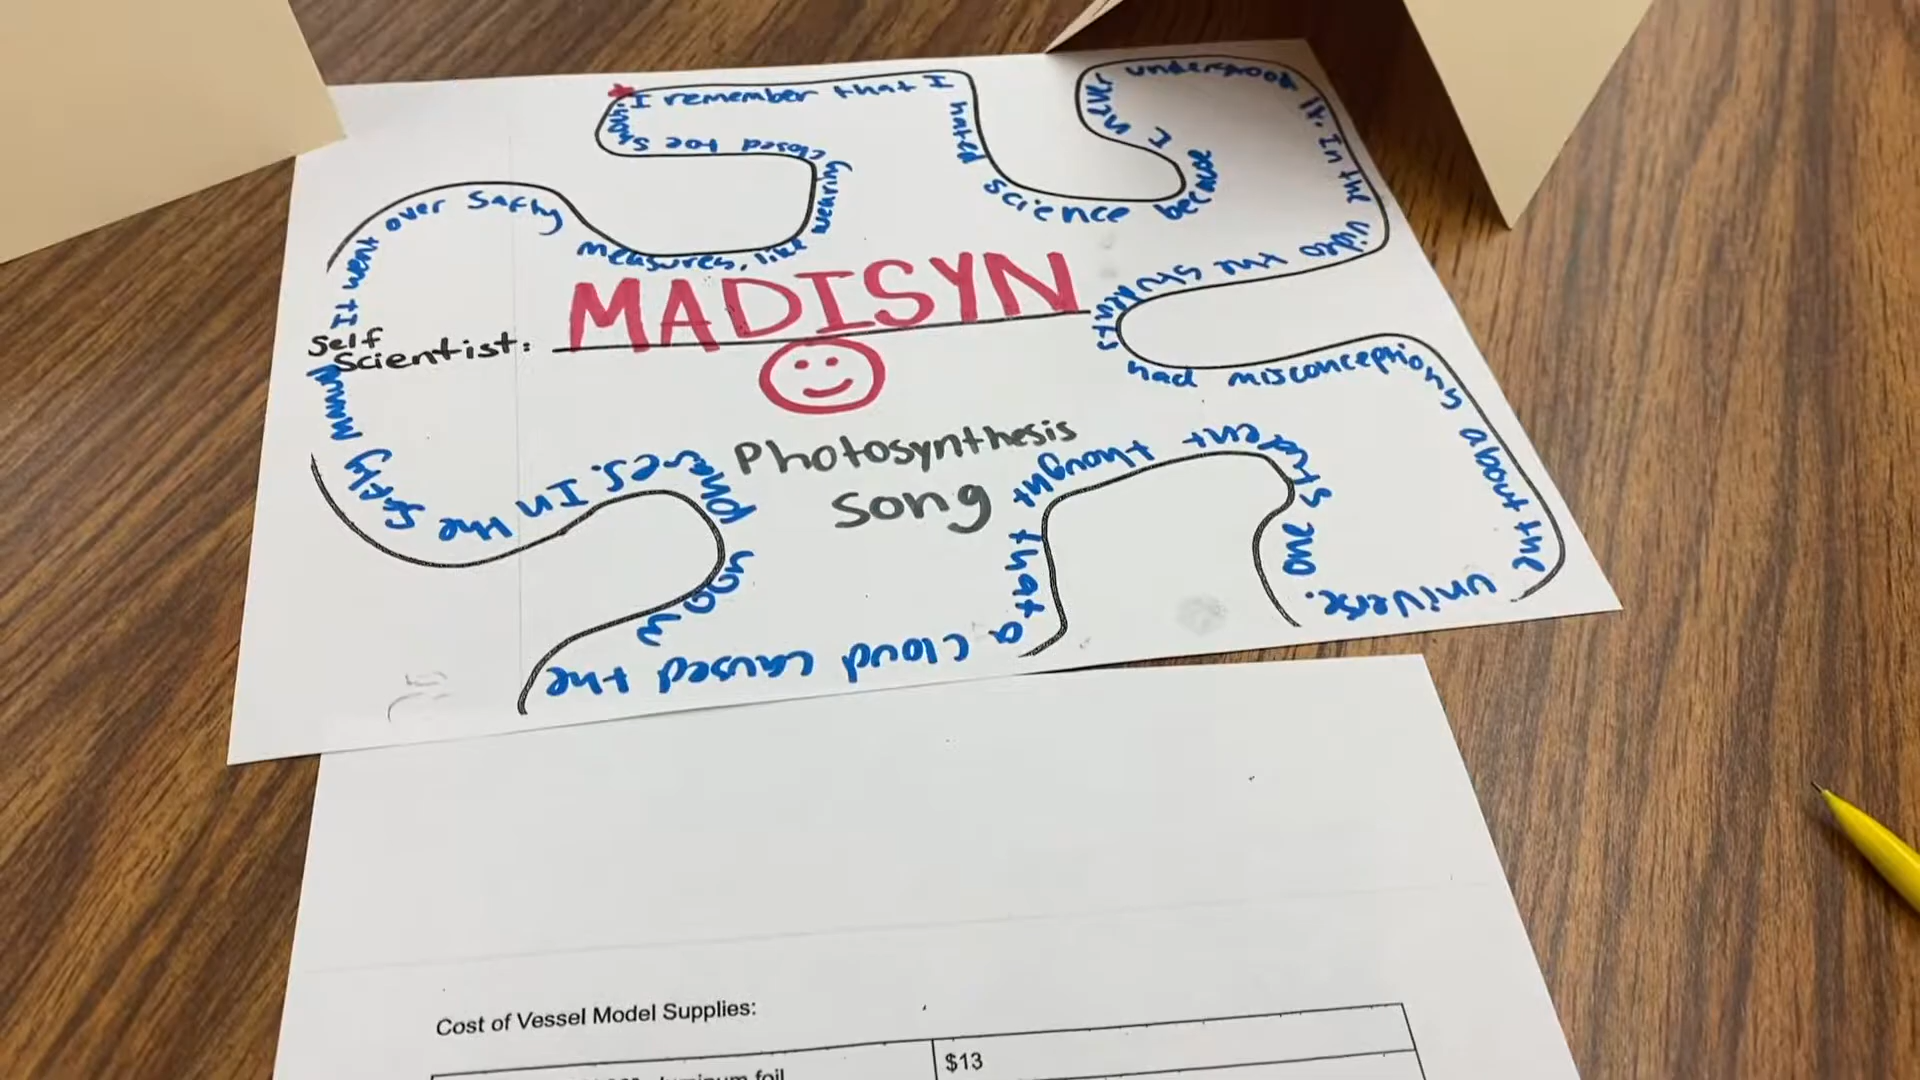 I remember that I hated science because I never understood it. In the video the students had misconceptions about the universe. One student thought that a cloud caused the moon phases. In the safty manual I went over safty measures, like wearing closed toe shoes.
MADISYN
Self
Scientist:
Photosynthesis
Song
Cost of Vessel Model Supplies:
foil
$13